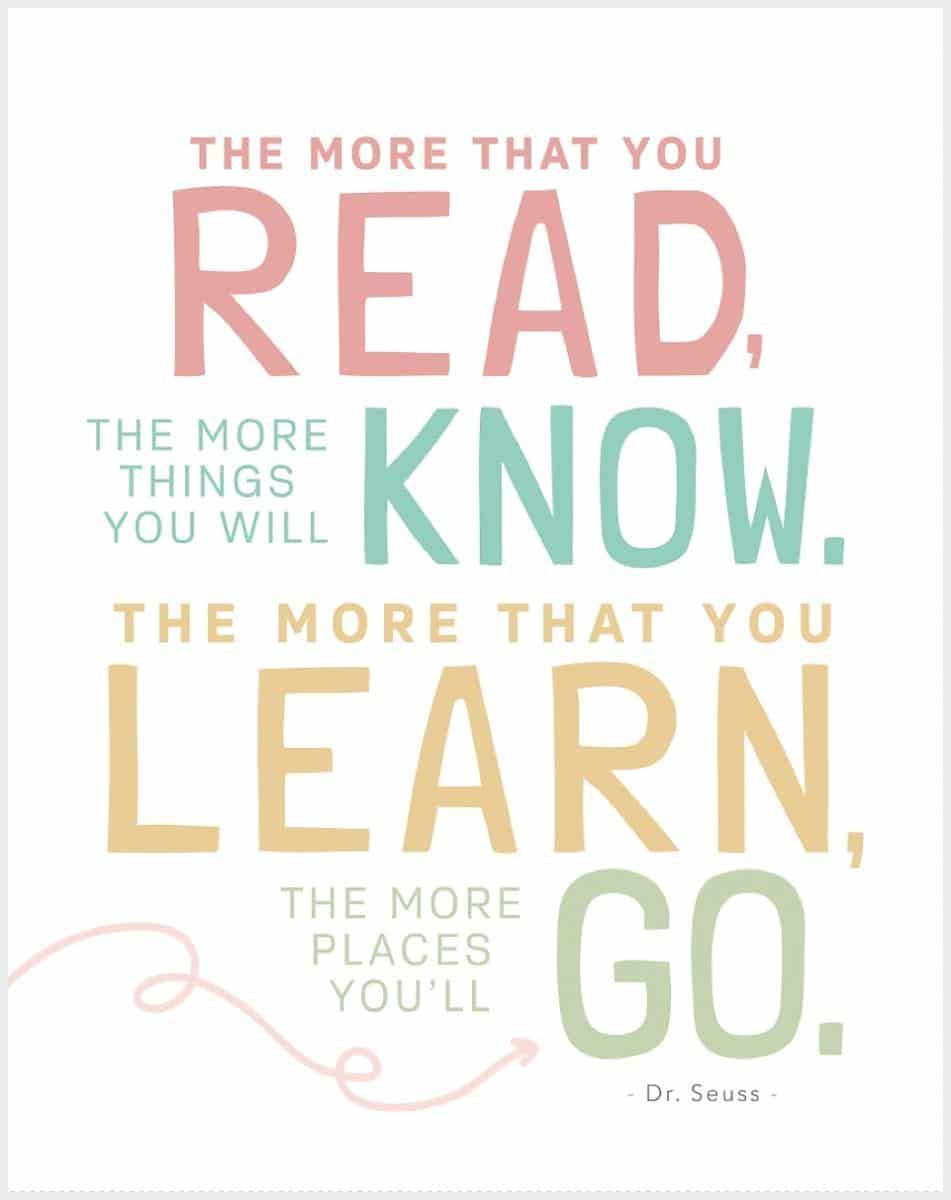 THE MORE THAT YOU
READ,
THE MORE
THINGS
YOU WILL
KNOW.
THE MORE THAT YOU
LEARN,
THE MORE
PLACES
YOU'LL
GO.
- Dr. Seuss -